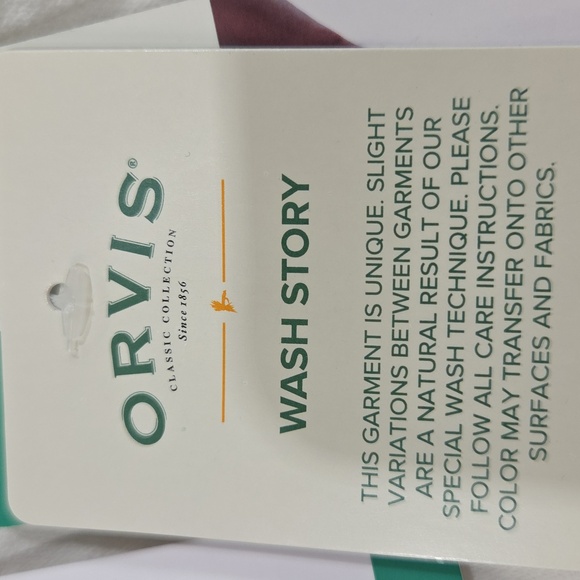 ORVIS®
CLASSIC COLLECTION
Since 1856
WASH STORY
THIS GARMENT IS UNIQUE. SLIGHT
VARIATIONS BETWEEN GARMENTS
ARE A NATURAL RESULT OF OUR
SPECIAL WASH TECHNIQUE. PLEASE
FOLLOW ALL CARE INSTRUCTIONS.
COLOR MAY TRANSFER ONTO OTHER
SURFACES AND FABRICS.